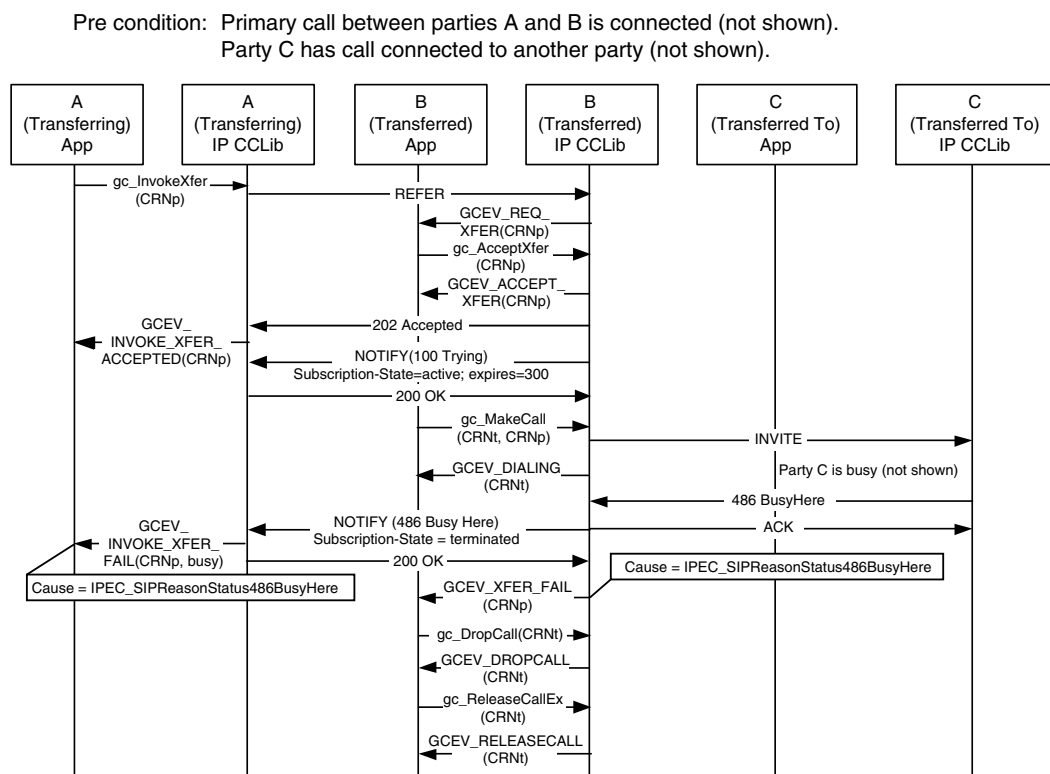 Pre condition: Primary call between parties A and B is connected (not shown).
Party C has call connected to another party (not shown).
A
(Transferring)
App
A
(Transferring)
IP CCLib
B
(Transferred)
App
B
(Transferred)
IP CCLib
C
(Transferred To)
App
C
(Transferred To)
IP CCLib
gc_InvokeXfer
(CRNp)
REFER
GCEV_REQ_
XFER(CRNp)
gc_AcceptXfer
(CRNp)
GCEV_ACCEPT_
XFER(CRNp)
202 Accepted
GCEV_
INVOKE_XFER_
ACCEPTED(CRNp)
NOTIFY(100 Trying)
Subscription-State=active; expires=300
200 OK
gc_MakeCall
(CRNt, CRNp)
INVITE
GCEV_DIALING
(CRNt)
Party C is busy (not shown)
486 BusyHere
NOTIFY (486 Busy Here)
Subscription-State = terminated
ACK
GCEV_
INVOKE_XFER_
FAIL(CRNp, busy)
200 OK
Cause = IPEC_SIPReasonStatus486BusyHere
Cause = IPEC_SIPReasonStatus486BusyHere
GCEV_XFER_FAIL
(CRNp)
gc_DropCall(CRNt)
GCEV_DROPCALL
(CRNt)
gc_ReleaseCallEx
(CRNt)
GCEV_RELEASECALL
(CRNt)